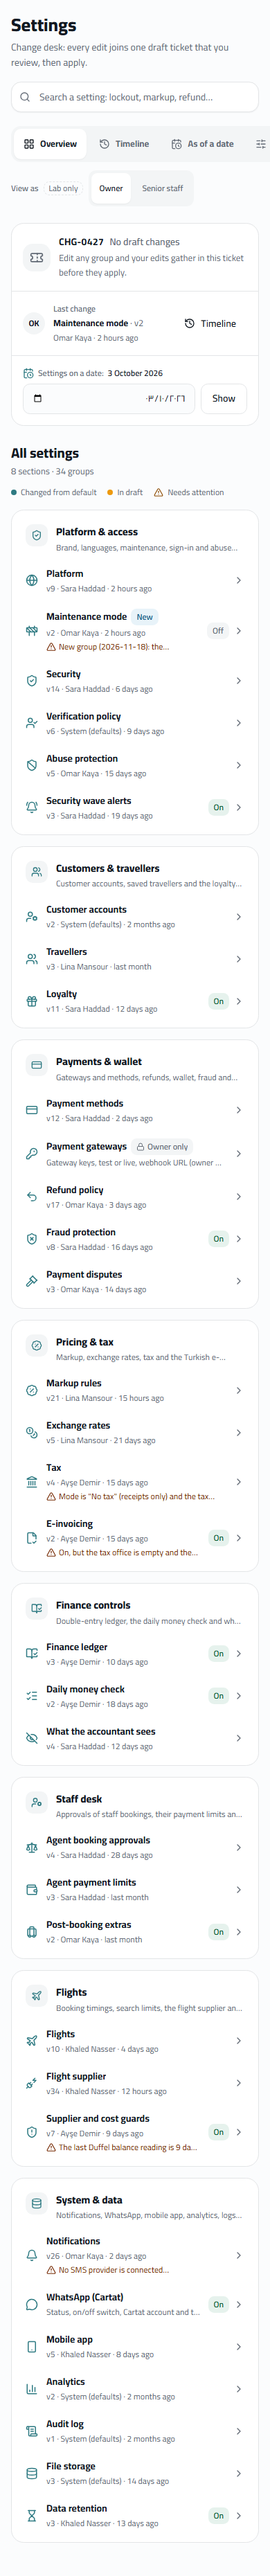 Settings
Change desk: every edit joins one draft ticket that you
review, then apply.
Search a setting: lockout, markup, refund...
Overview
Timeline
As of a date
View as
Lab only
Owner
Senior staff
CHG-0427 No draft changes
Edit any group and your edits gather in this ticket
before they apply.
Last change
OK
Maintenance mode · v2
Omar Kaya · 2 hours ago
Timeline
Settings on a date: 3 October 2026
Show
All settings
8 sections · 34 groups
Changed from default
In draft
Needs attention
Platform & access
Brand, languages, maintenance, sign-in and abuse...
Platform
v9 · Sara Haddad · 2 hours ago
Maintenance mode New
v2 · Omar Kaya · 2 hours ago
Off
New group (2026-11-18): the...
Security
v14 · Sara Haddad · 6 days ago
Verification policy
v6 · System (defaults) · 9 days ago
Abuse protection
v5 · Omar Kaya · 15 days ago
Security wave alerts
v3 · Sara Haddad · 19 days ago
On
Customers & travellers
Customer accounts, saved travellers and the loyalty...
Customer accounts
v2 · System (defaults) · 2 months ago
Travellers
v3 · Lina Mansour · last month
Loyalty
v11 · Sara Haddad · 12 days ago
On
Payments & wallet
Gateways and methods, refunds, wallet, fraud and...
Payment methods
v12 · Sara Haddad · 2 days ago
Payment gateways Owner only
Gateway keys, test or live, webhook URL (owner ...
Refund policy
v17 · Omar Kaya · 3 days ago
Fraud protection
v8 · Sara Haddad · 16 days ago
On
Payment disputes
v3 · Omar Kaya · 14 days ago
Pricing & tax
Markup, exchange rates, tax and the Turkish e-...
Markup rules
v21 · Lina Mansour · 15 hours ago
Exchange rates
v5 · Lina Mansour · 21 days ago
Tax
v4 · Ayşe Demir · 15 days ago
Mode is "No tax" (receipts only) and the tax...
E-invoicing
v2 · Ayşe Demir · 15 days ago
On
On, but the tax office is empty and the...
Finance controls
Double-entry ledger, the daily money check and wh...
Finance ledger
v3 · Ayşe Demir · 10 days ago
On
Daily money check
v2 · Ayşe Demir · 18 days ago
On
What the accountant sees
v4 · Sara Haddad · 12 days ago
Staff desk
Approvals of staff bookings, their payment limits an...
Agent booking approvals
v4 · Sara Haddad · 28 days ago
Agent payment limits
v3 · Sara Haddad · last month
Post-booking extras
v2 · Omar Kaya · last month
On
Flights
Booking timings, search limits, the flight supplier an...
Flights
v10 · Khaled Nasser · 4 days ago
Flight supplier
v34 · Khaled Nasser · 12 hours ago
Supplier and cost guards
v7 · Ayşe Demir · 9 days ago
On
The last Duffel balance reading is 9 da...
System & data
Notifications, WhatsApp, mobile app, analytics, logs...
Notifications
v26 · Omar Kaya · 2 days ago
No SMS provider is connected...
WhatsApp (Cartat)
Status, on/off switch, Cartat account and t...
On
Mobile app
v5 · Khaled Nasser · 8 days ago
Analytics
v2 · System (defaults) · 2 months ago
Audit log
v1 · System (defaults) · 2 months ago
File storage
v3 · System (defaults) · 14 days ago
Data retention
v3 · Khaled Nasser · 13 days ago
On